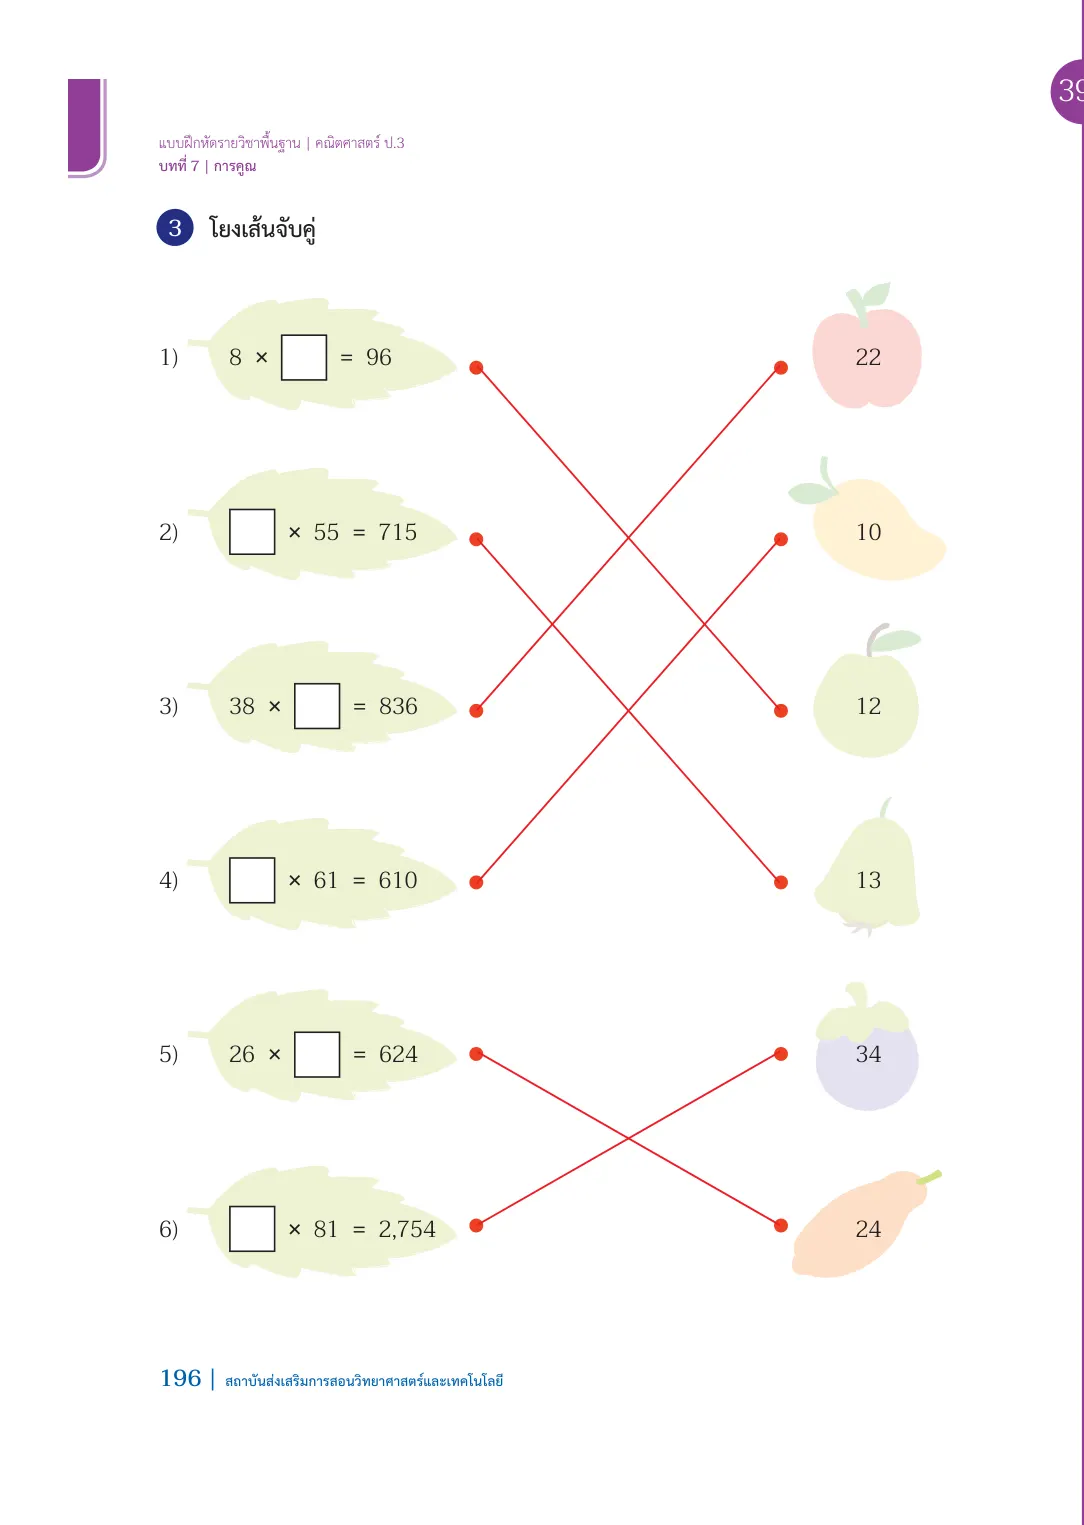 39
แบบฝึกหัดรายวิชาพื้นฐาน | คณิตศาสตร์ ป.3
บทที่ 7 | การคูณ
3 โยงเส้นจับคู่
1) 8 × = 96 22
2) × 55 = 715 10
3) 38 × = 836 12
4) × 61 = 610 13
5) 26 × = 624 34
6) × 81 = 2,754 24
196 | สถาบันส่งเสริมการสอนวิทยาศาสตร์และเทคโนโลยี